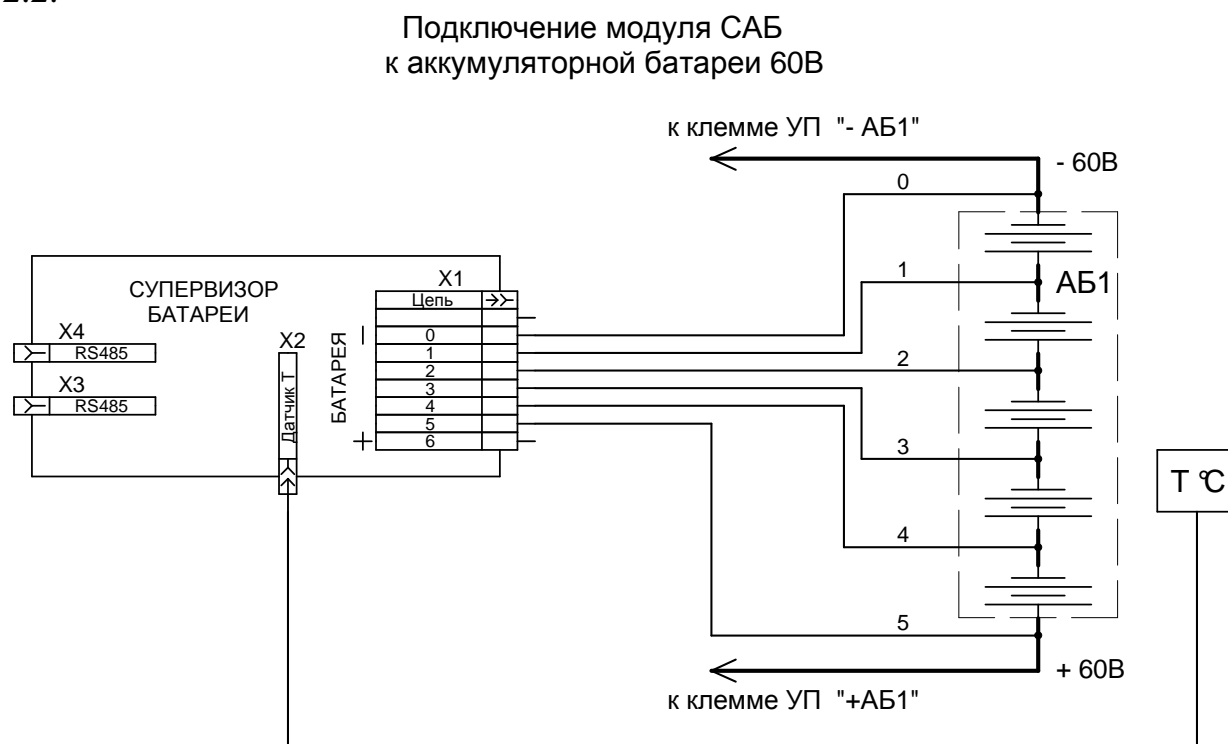 Подключение модуля САБ
к аккумуляторной батареи 60В
к клемме УП "- АБ1"
- 60В
0
1
АБ1
2
3
4
5
+ 60В
к клемме УП "+АБ1"
СУПЕРВИЗОР
БАТАРЕИ
X4
RS485
X3
RS485
X2
Датчик Т
БАТАРЕЯ
X1
Цепь
0
1
2
3
4
5
6
T °C